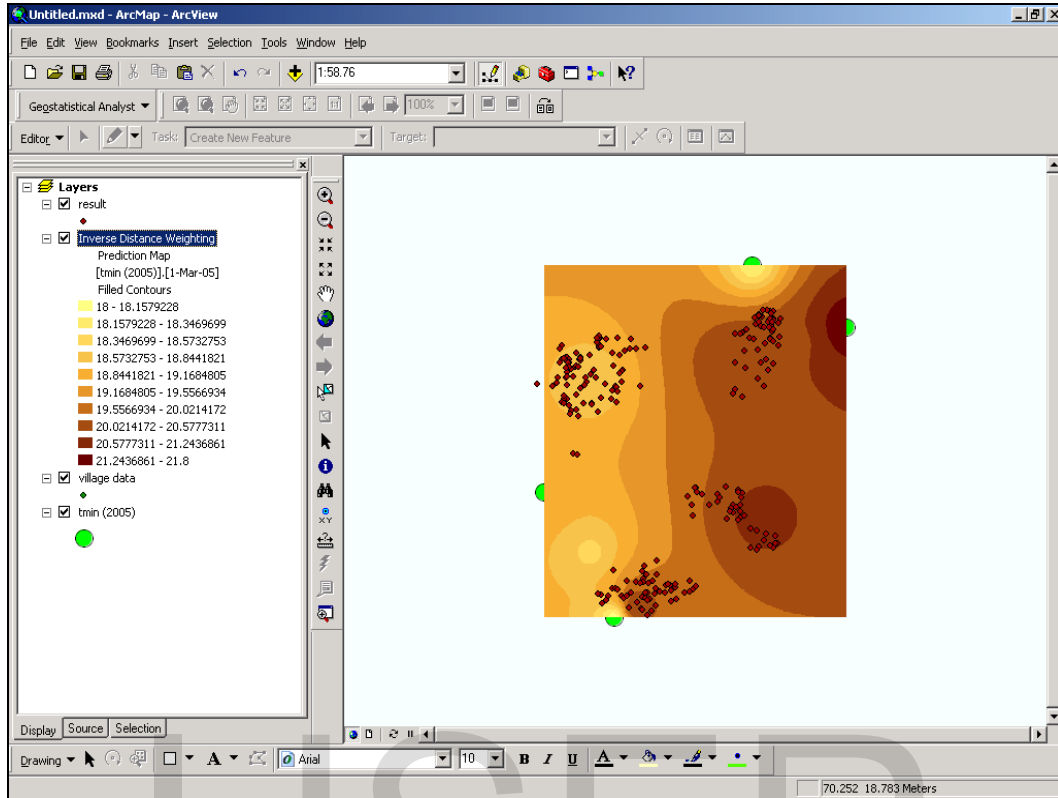 Untitled.mxd - ArcMap - ArcView
File Edit View Bookmarks Insert Selection Tools Window Help
1:58.76
Geostatistical Analyst 100%
Editor Task: Create New Feature Target:
Layers
result
Inverse Distance Weighting
Prediction Map
[tmin (2005)].[1-Mar-05]
Filled Contours
18 - 18.1579228
18.1579228 - 18.3469699
18.3469699 - 18.5732753
18.5732753 - 18.8441821
18.8441821 - 19.1684805
19.1684805 - 19.5566934
19.5566934 - 20.0214172
20.0214172 - 20.5777311
20.5777311 - 21.2436861
21.2436861 - 21.8
village data
tmin (2005)
XY
Display Source Selection
Drawing A Arial 10 B I U A
70.252 18.783 Meters